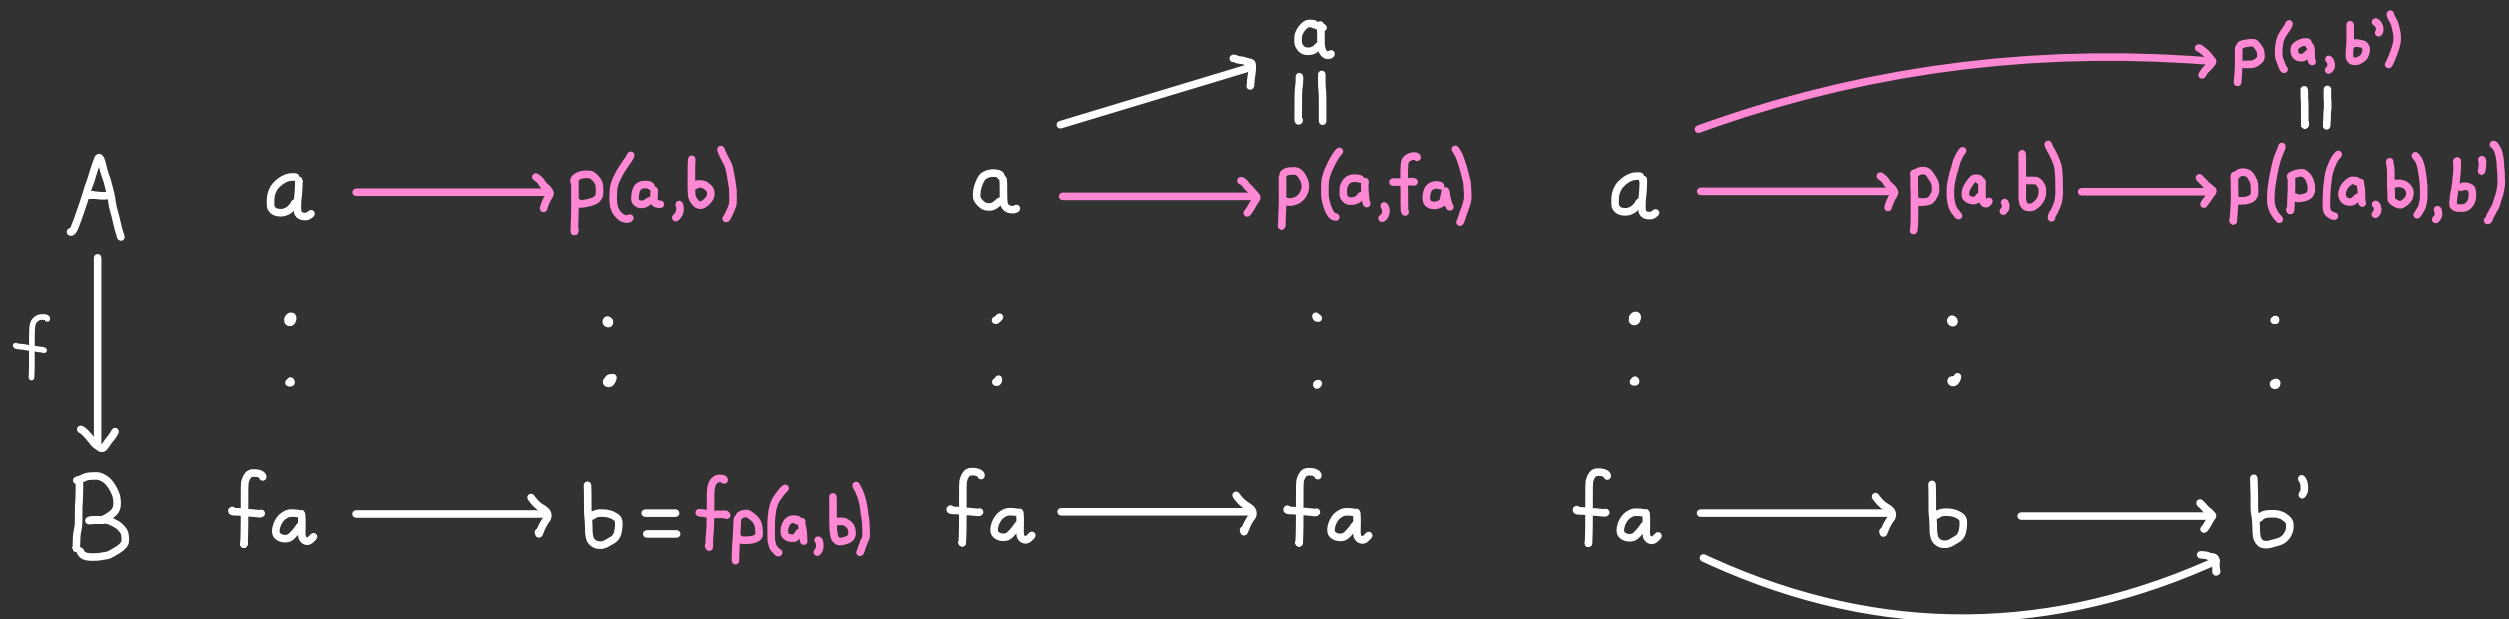 a p(a,b')
A a p(a,b) a p(a,fa) a p(a,b) p(p(a,b),b')
f
B fa b = fp(a,b) fa fa fa b b'